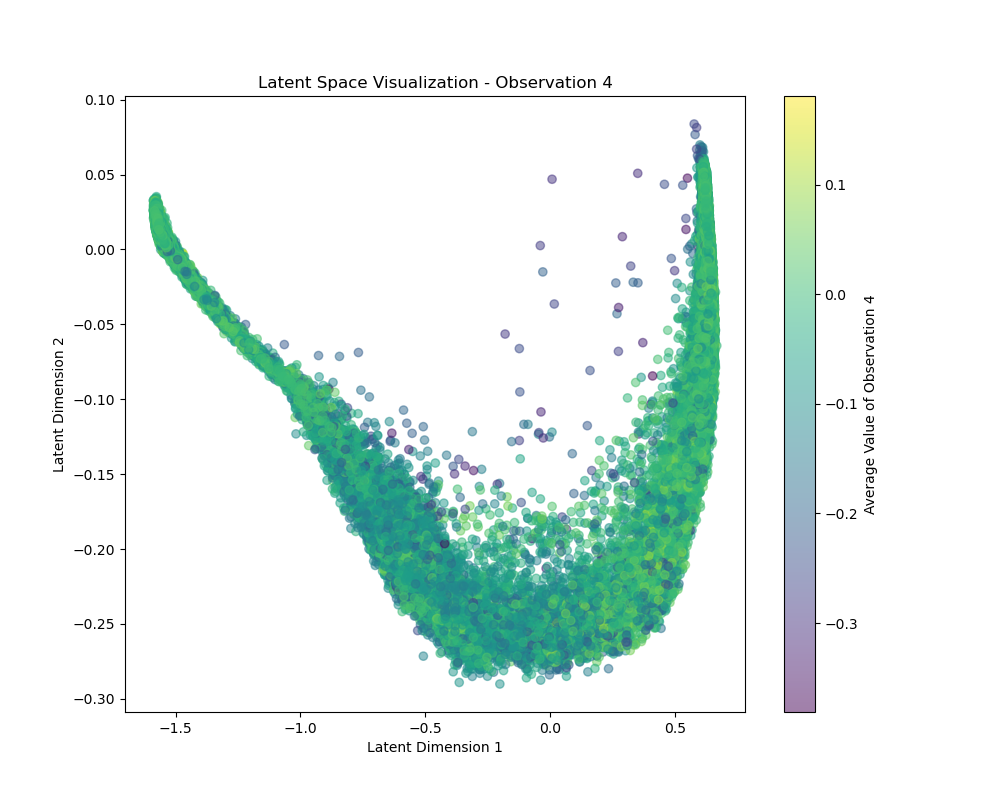 Latent Space Visualization - Observation 4
0.10
0.05
0.00
−0.05
−0.10
−0.15
−0.20
−0.25
−0.30
Latent Dimension 2
−1.5 −1.0 −0.5 0.0 0.5
Latent Dimension 1
0.1
0.0
−0.1
−0.2
−0.3
Average Value of Observation 4